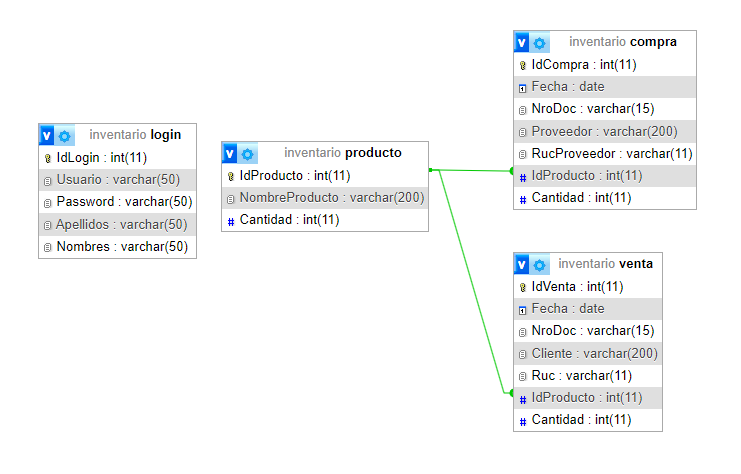 inventario login
IdLogin : int(11)
Usuario : varchar(50)
Password : varchar(50)
Apellidos : varchar(50)
Nombres : varchar(50)
inventario producto
IdProducto : int(11)
NombreProducto : varchar(200)
Cantidad : int(11)
inventario compra
IdCompra : int(11)
Fecha : date
NroDoc : varchar(15)
Proveedor : varchar(200)
RucProveedor : varchar(11)
IdProducto : int(11)
Cantidad : int(11)
inventario venta
IdVenta : int(11)
Fecha : date
NroDoc : varchar(15)
Cliente : varchar(200)
Ruc : varchar(11)
IdProducto : int(11)
Cantidad : int(11)